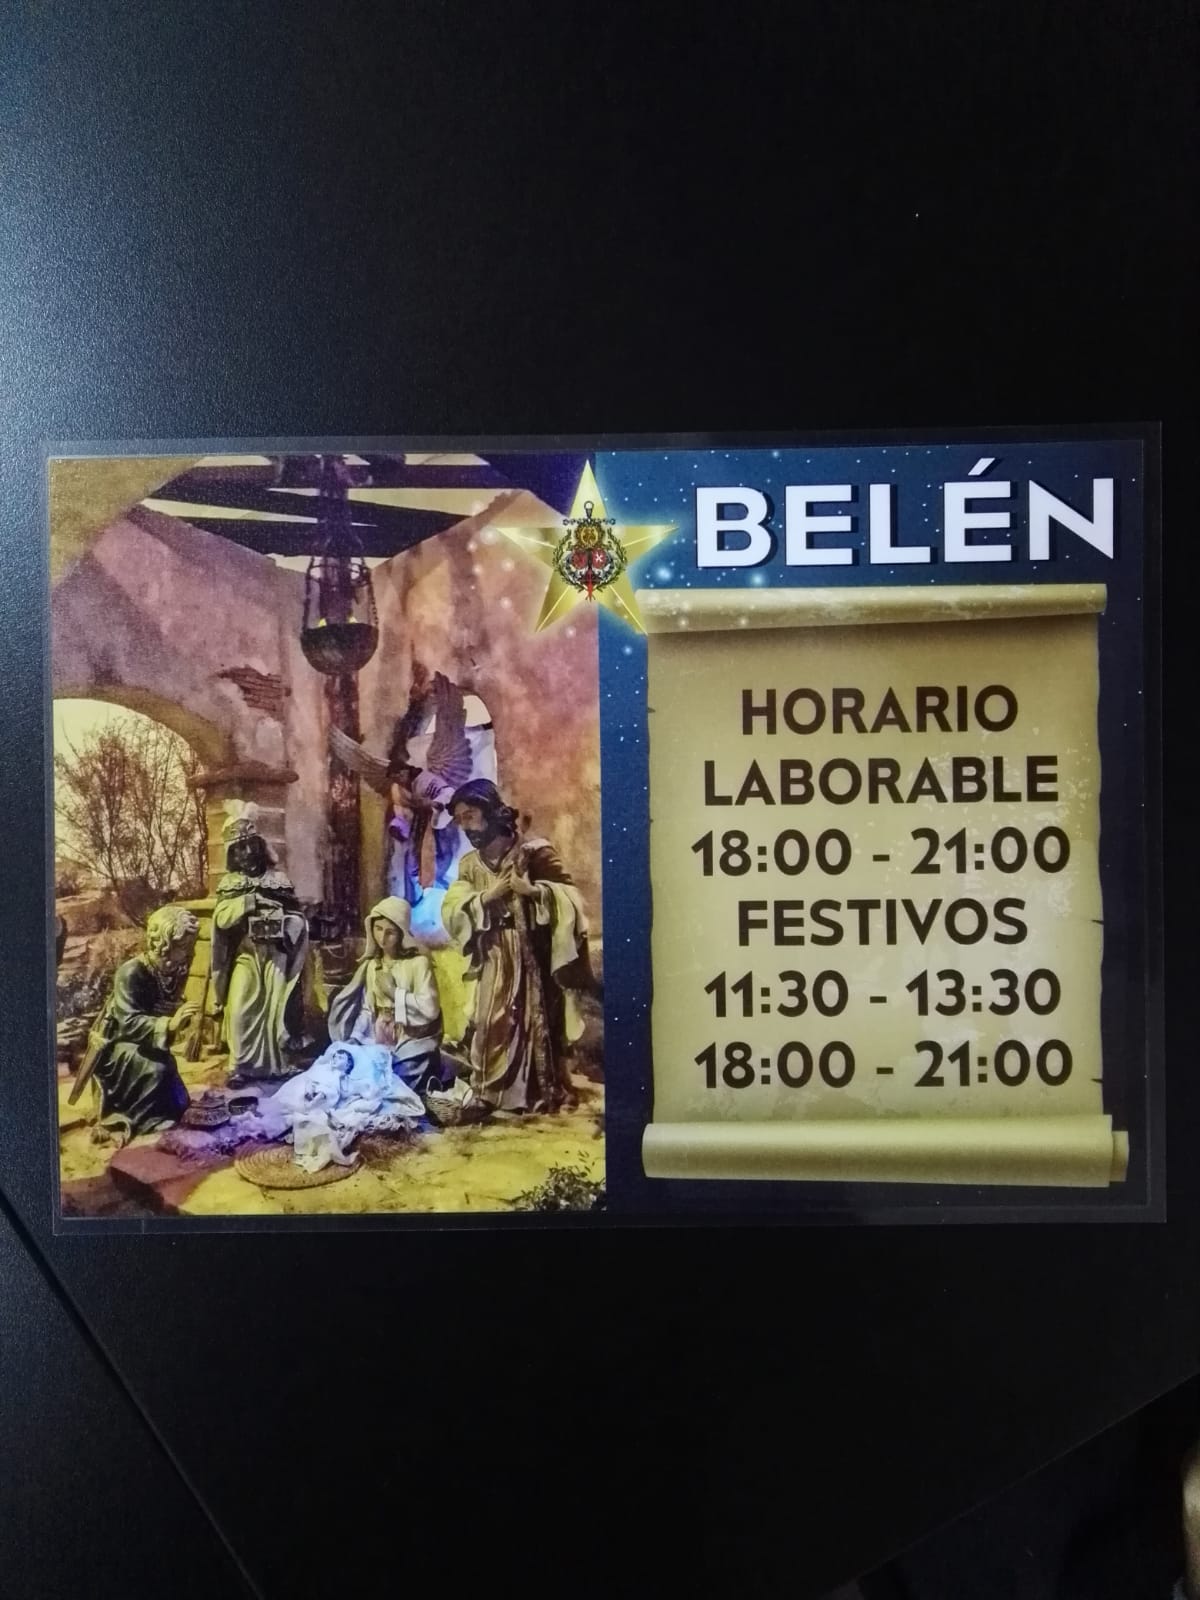 BELÉN
HORARIO
LABORABLE
18:00 - 21:00
FESTIVOS
11:30 - 13:30
18:00 - 21:00